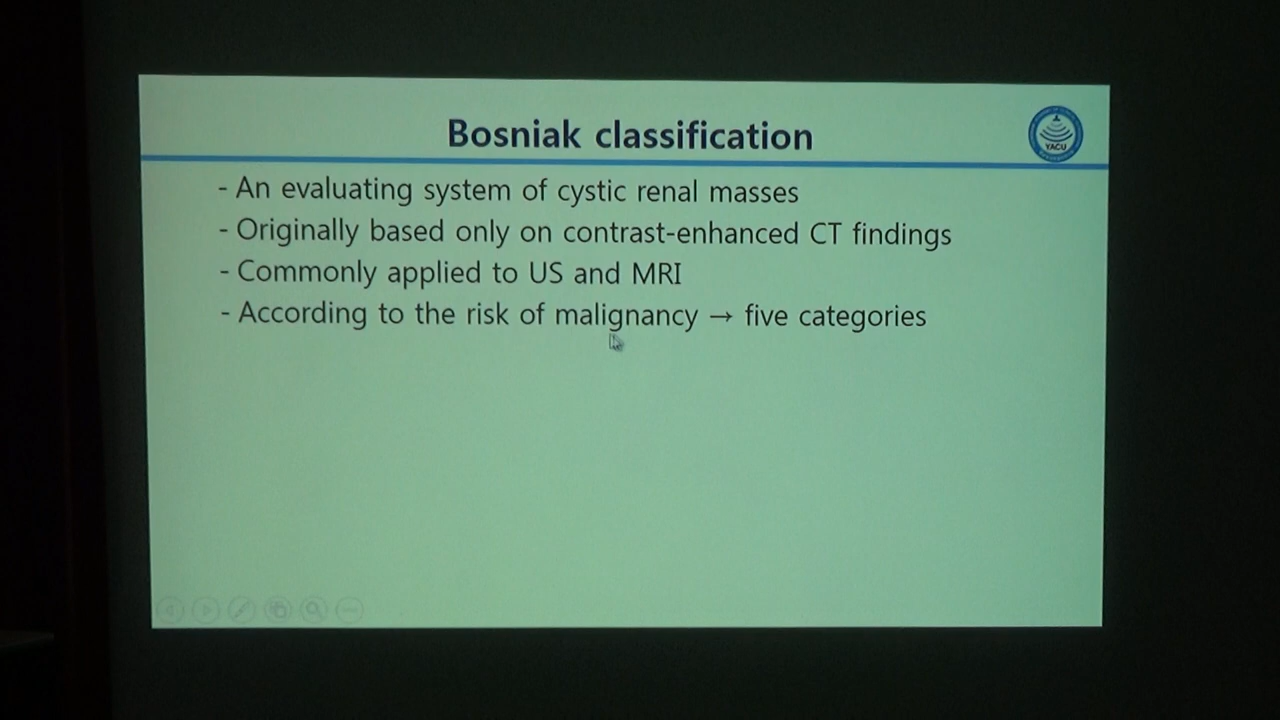 Bosniak classification
YACU
- An evaluating system of cystic renal masses
- Originally based only on contrast-enhanced CT findings
- Commonly applied to US and MRI
- According to the risk of malignancy → five categories